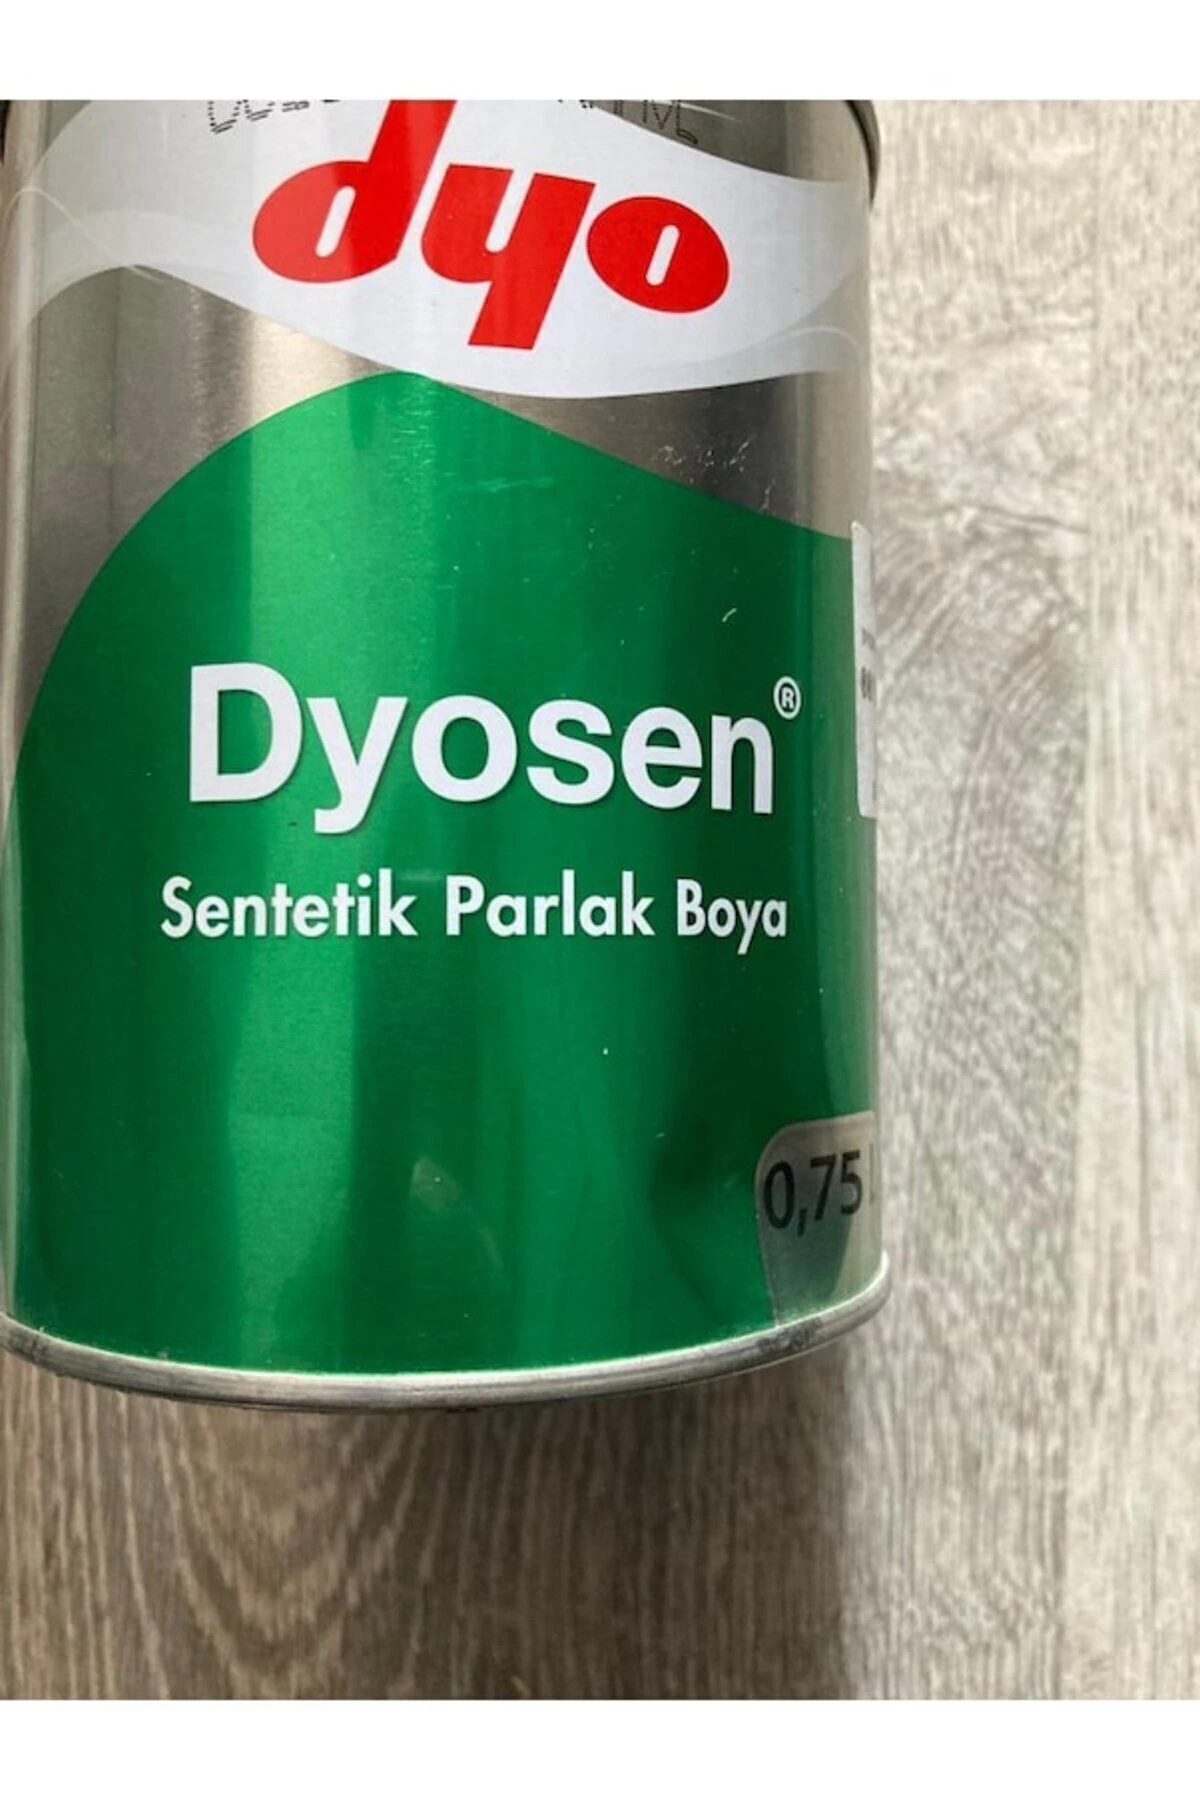 dyo
Dyosen®
Sentetik Parlak Boya
0,75